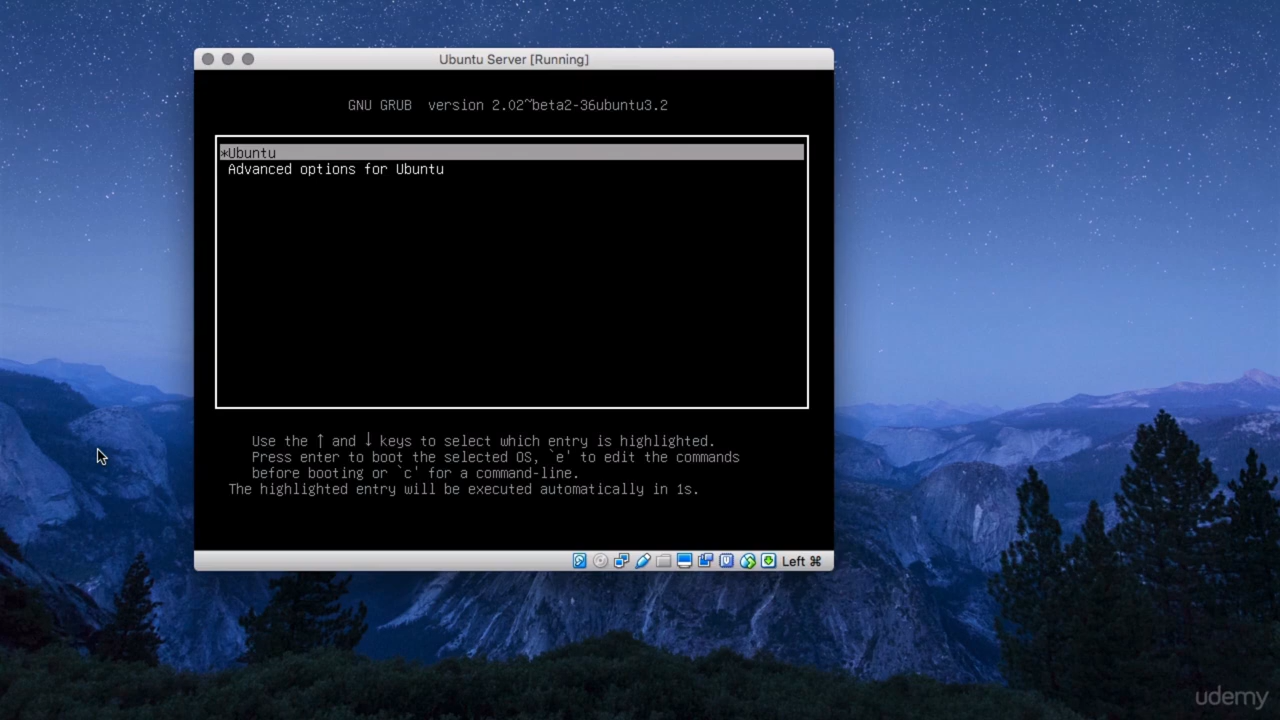 Ubuntu Server [Running]
GNU GRUB  version 2.02~beta2-36ubuntu3.2
*Ubuntu
Advanced options for Ubuntu
Use the ↑ and ↓ keys to select which entry is highlighted.
Press enter to boot the selected OS, `e' to edit the commands
before booting or `c' for a command-line.
The highlighted entry will be executed automatically in 1s.
Left ⌘
udemy